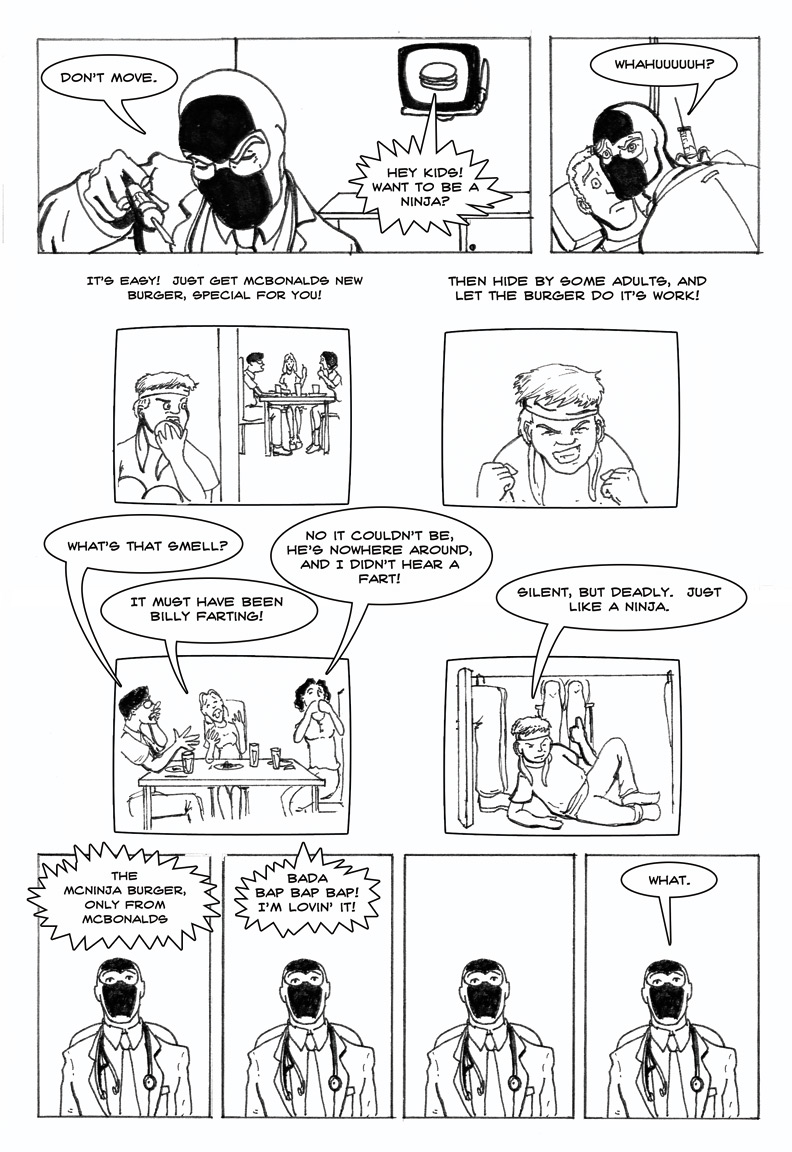 DON'T MOVE.
HEY KIDS!
WANT TO BE A
NINJA?
WHAHUUUUUH?
IT'S EASY! JUST GET MCBONALDS NEW
BURGER, SPECIAL FOR YOU!
THEN HIDE BY SOME ADULTS, AND
LET THE BURGER DO IT'S WORK!
WHAT'S THAT SMELL?
IT MUST HAVE BEEN
BILLY FARTING!
NO IT COULDN'T BE,
HE'S NOWHERE AROUND,
AND I DIDN'T HEAR A
FART!
SILENT, BUT DEADLY. JUST
LIKE A NINJA.
THE
MCNINJA BURGER,
ONLY FROM
MCBONALDS
BADA
BAP BAP BAP!
I'M LOVIN' IT!
WHAT.